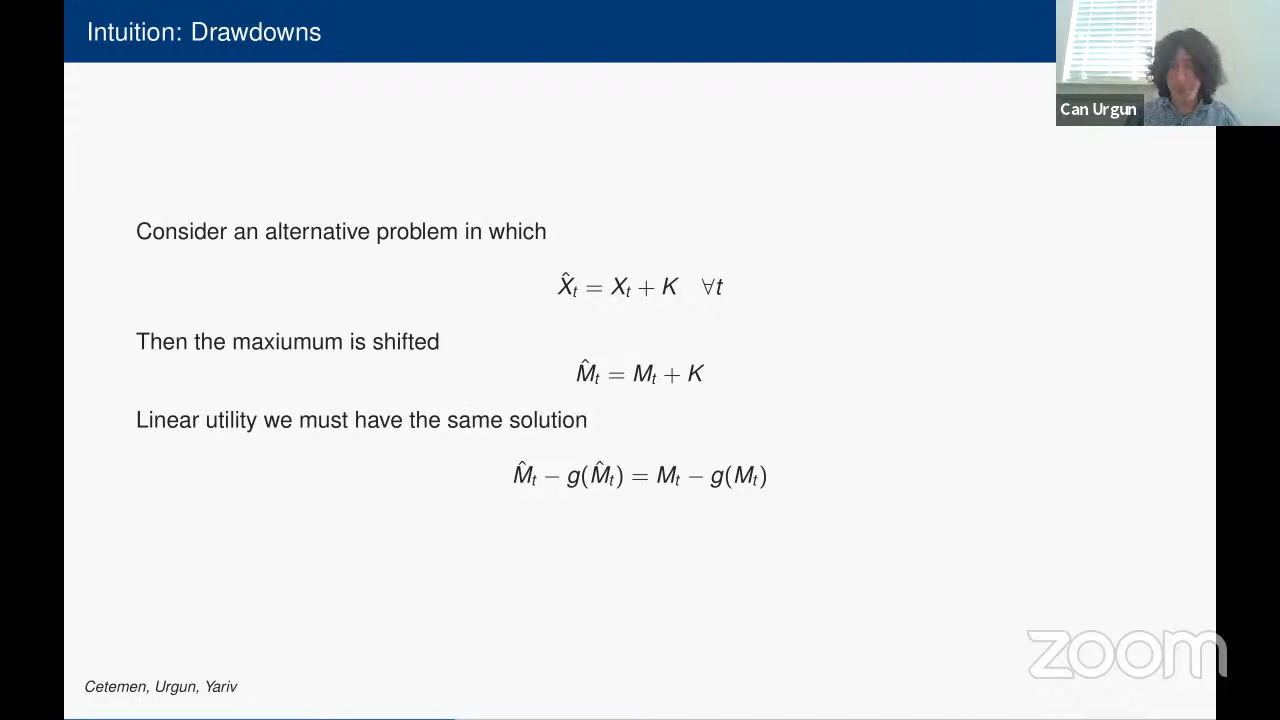 Intuition: Drawdowns
Can Urgun
Consider an alternative problem in which
X̂ₜ = Xₜ + K ∀t
Then the maxiumum is shifted
M̂ₜ = Mₜ + K
Linear utility we must have the same solution
M̂ₜ − g(M̂ₜ) = Mₜ − g(Mₜ)
zoom
Cetemen, Urgun, Yariv